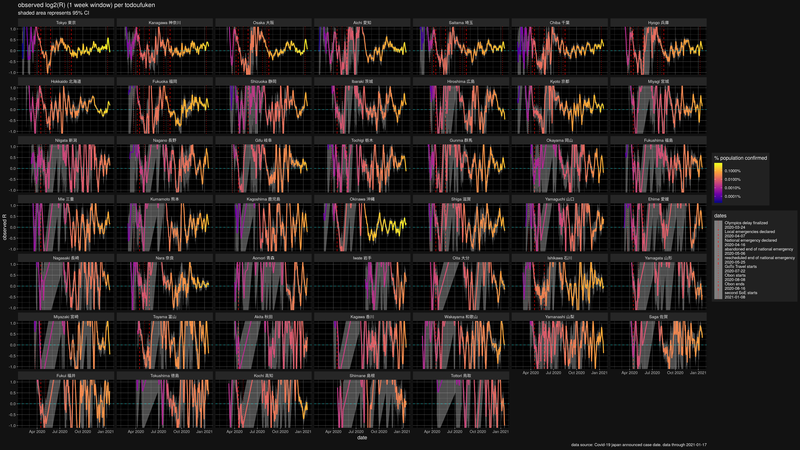 observed log2(R) (1 week window) per todoufuken
shaded area represents 95% CI
Tokyo 東京
Kanagawa 神奈川
Osaka 大阪
Aichi 愛知
Saitama 埼玉
Chiba 千葉
Hyogo 兵庫
Hokkaido 北海道
Fukuoka 福岡
Shizuoka 静岡
Ibaraki 茨城
Hiroshima 広島
Kyoto 京都
Miyagi 宮城
Niigata 新潟
Nagano 長野
Gifu 岐阜
Tochigi 栃木
Gunma 群馬
Okayama 岡山
Fukushima 福島
Mie 三重
Kumamoto 熊本
Kagoshima 鹿児島
Okinawa 沖縄
Shiga 滋賀
Yamaguchi 山口
Ehime 愛媛
Nagasaki 長崎
Nara 奈良
Aomori 青森
Iwate 岩手
Oita 大分
Ishikawa 石川
Yamagata 山形
Miyazaki 宮崎
Toyama 富山
Akita 秋田
Kagawa 香川
Wakayama 和歌山
Yamanashi 山梨
Saga 佐賀
Fukui 福井
Tokushima 徳島
Kochi 高知
Shimane 島根
Tottori 鳥取
1.0
0.5
0.0
-0.5
-1.0
observed R
Apr 2020
Jul 2020
Oct 2020
Jan 2021
date
% population confirmed
0.1000%
0.0100%
0.0010%
0.0001%
dates
Olympics delay finalized
2020-03-24
Local emergencies declared
2020-04-07
National emergency declared
2020-04-16
abandoned end of national emergency
2020-05-06
rescheduled end of national emergency
2020-05-25
GoTo Travel starts
2020-07-22
Obon starts
2020-08-08
Obon ends
2020-08-16
second SoE starts
2021-01-08
data source: Covid-19 japan announced case date. data through 2021-01-17